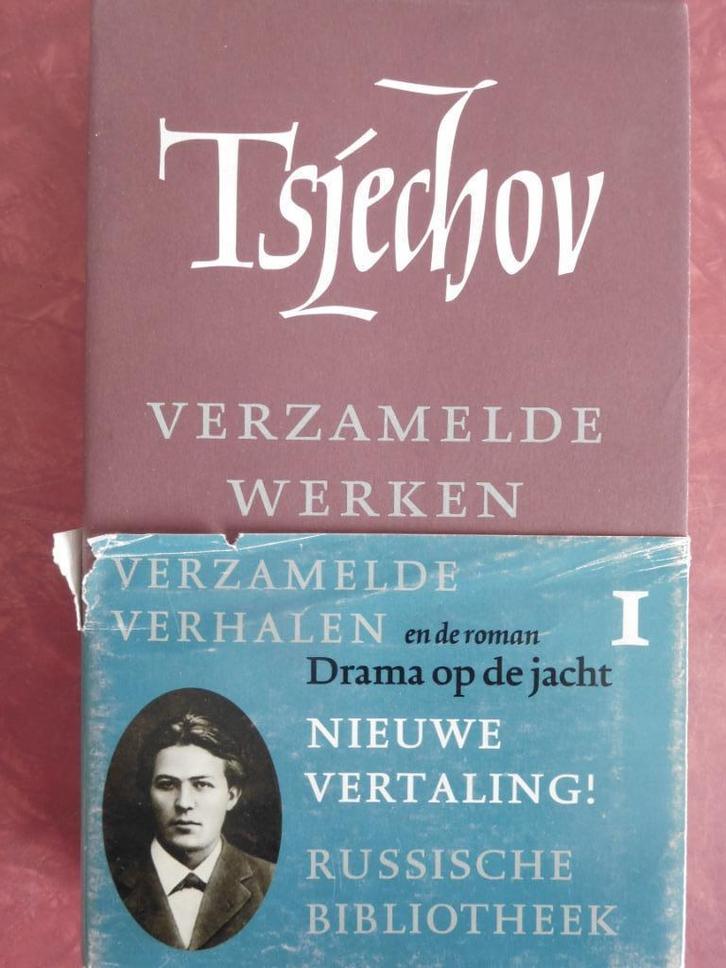 Tsjechov
VERZAMELDE
WERKEN
VERZAMELDE
VERHALEN en de roman
I
Drama op de jacht
NIEUWE
VERTALING!
RUSSISCHE
BIBLIOTHEEK